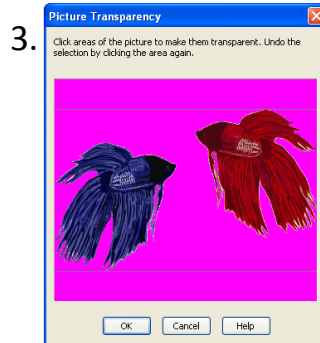 Picture Transparency
3.
Click areas of the picture to make them transparent. Undo the
selection by clicking the area again.
OK Cancel Help